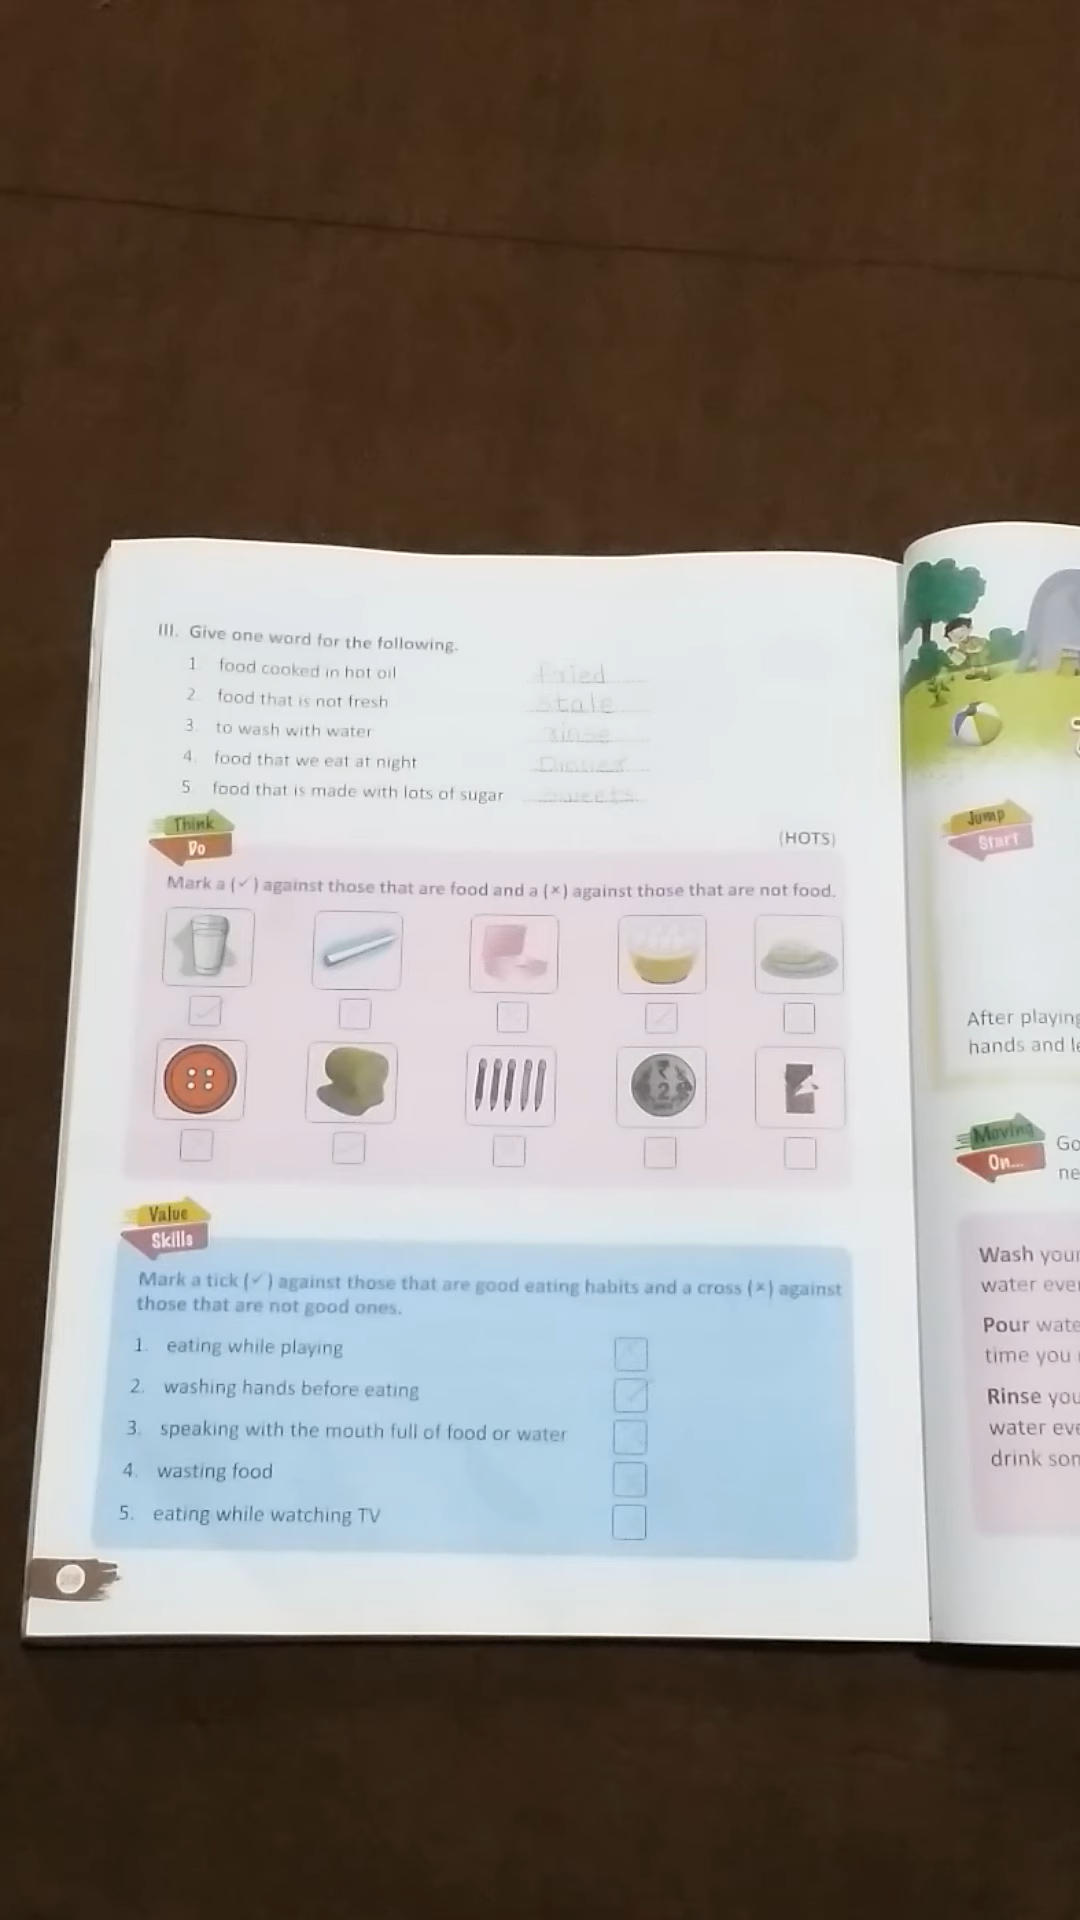 III. Give one word for the following.
1. food cooked in hot oil fried
2. food that is not fresh stale
3. to wash with water rinse
4. food that we eat at night Dinner
5. food that is made with lots of sugar sweets
Think
Do
(HOTS)
Mark a (✓) against those that are food and a (×) against those that are not food.
₹
2
Value
Skills
Mark a tick (✓) against those that are good eating habits and a cross (×) against
those that are not good ones.
1. eating while playing
2. washing hands before eating
3. speaking with the mouth full of food or water
4. wasting food
5. eating while watching TV
Jump
Start
After playing
hands and
Moving
On...
Go
ne
Wash your
water ever
Pour wate
time you
Rinse you
water eve
drink son